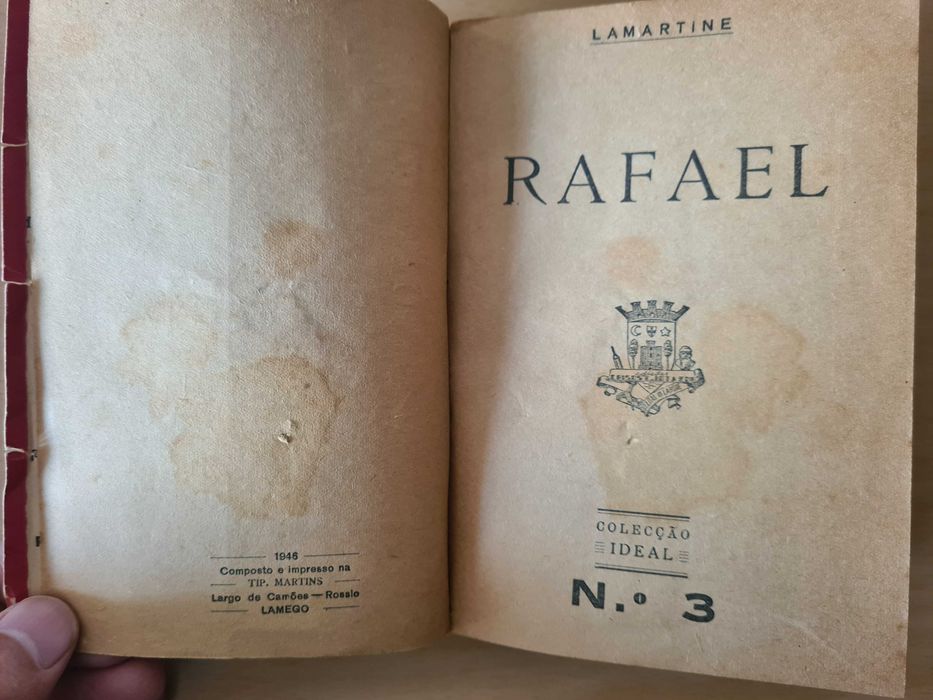 1946
Composto e impresso na
TIP. MARTINS
Largo de Camões — Rossio
LAMEGO
LAMARTINE
RAFAEL
COLECÇÃO
IDEAL
N.º 3